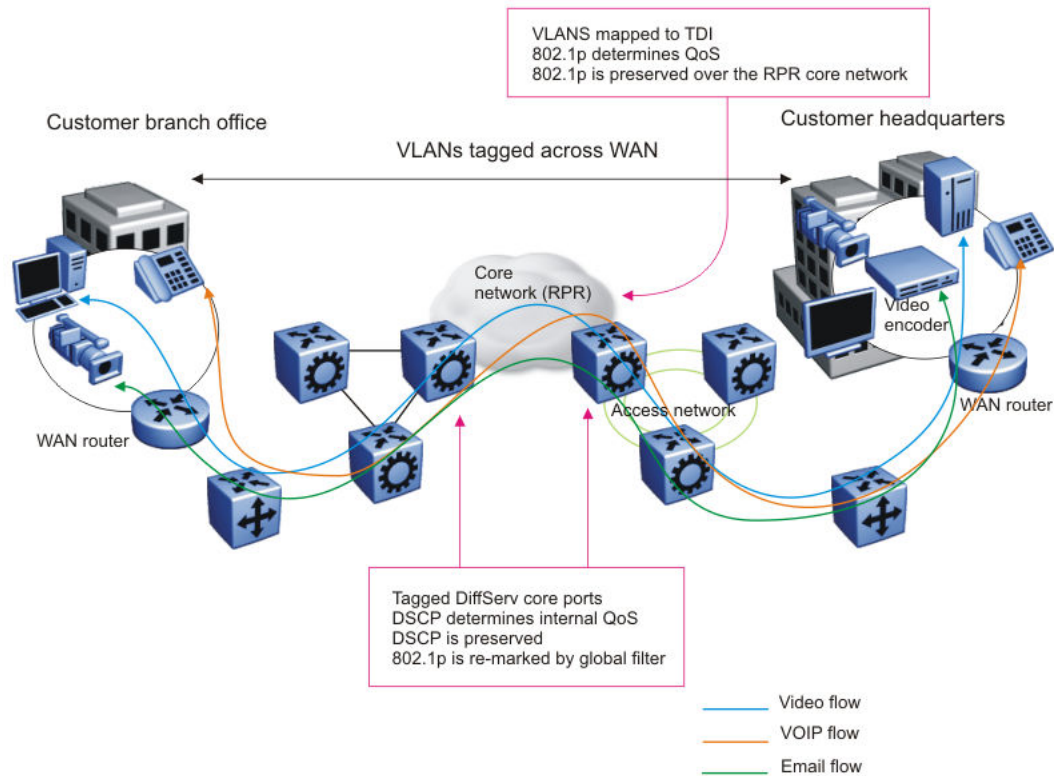 VLANS mapped to TDI
802.1p determines QoS
802.1p is preserved over the RPR core network
Customer branch office
Customer headquarters
VLANs tagged across WAN
Core
network (RPR)
Video
encoder
Access network
WAN router
WAN router
Tagged DiffServ core ports
DSCP determines internal QoS
DSCP is preserved
802.1p is re-marked by global filter
Video flow
VOIP flow
Email flow